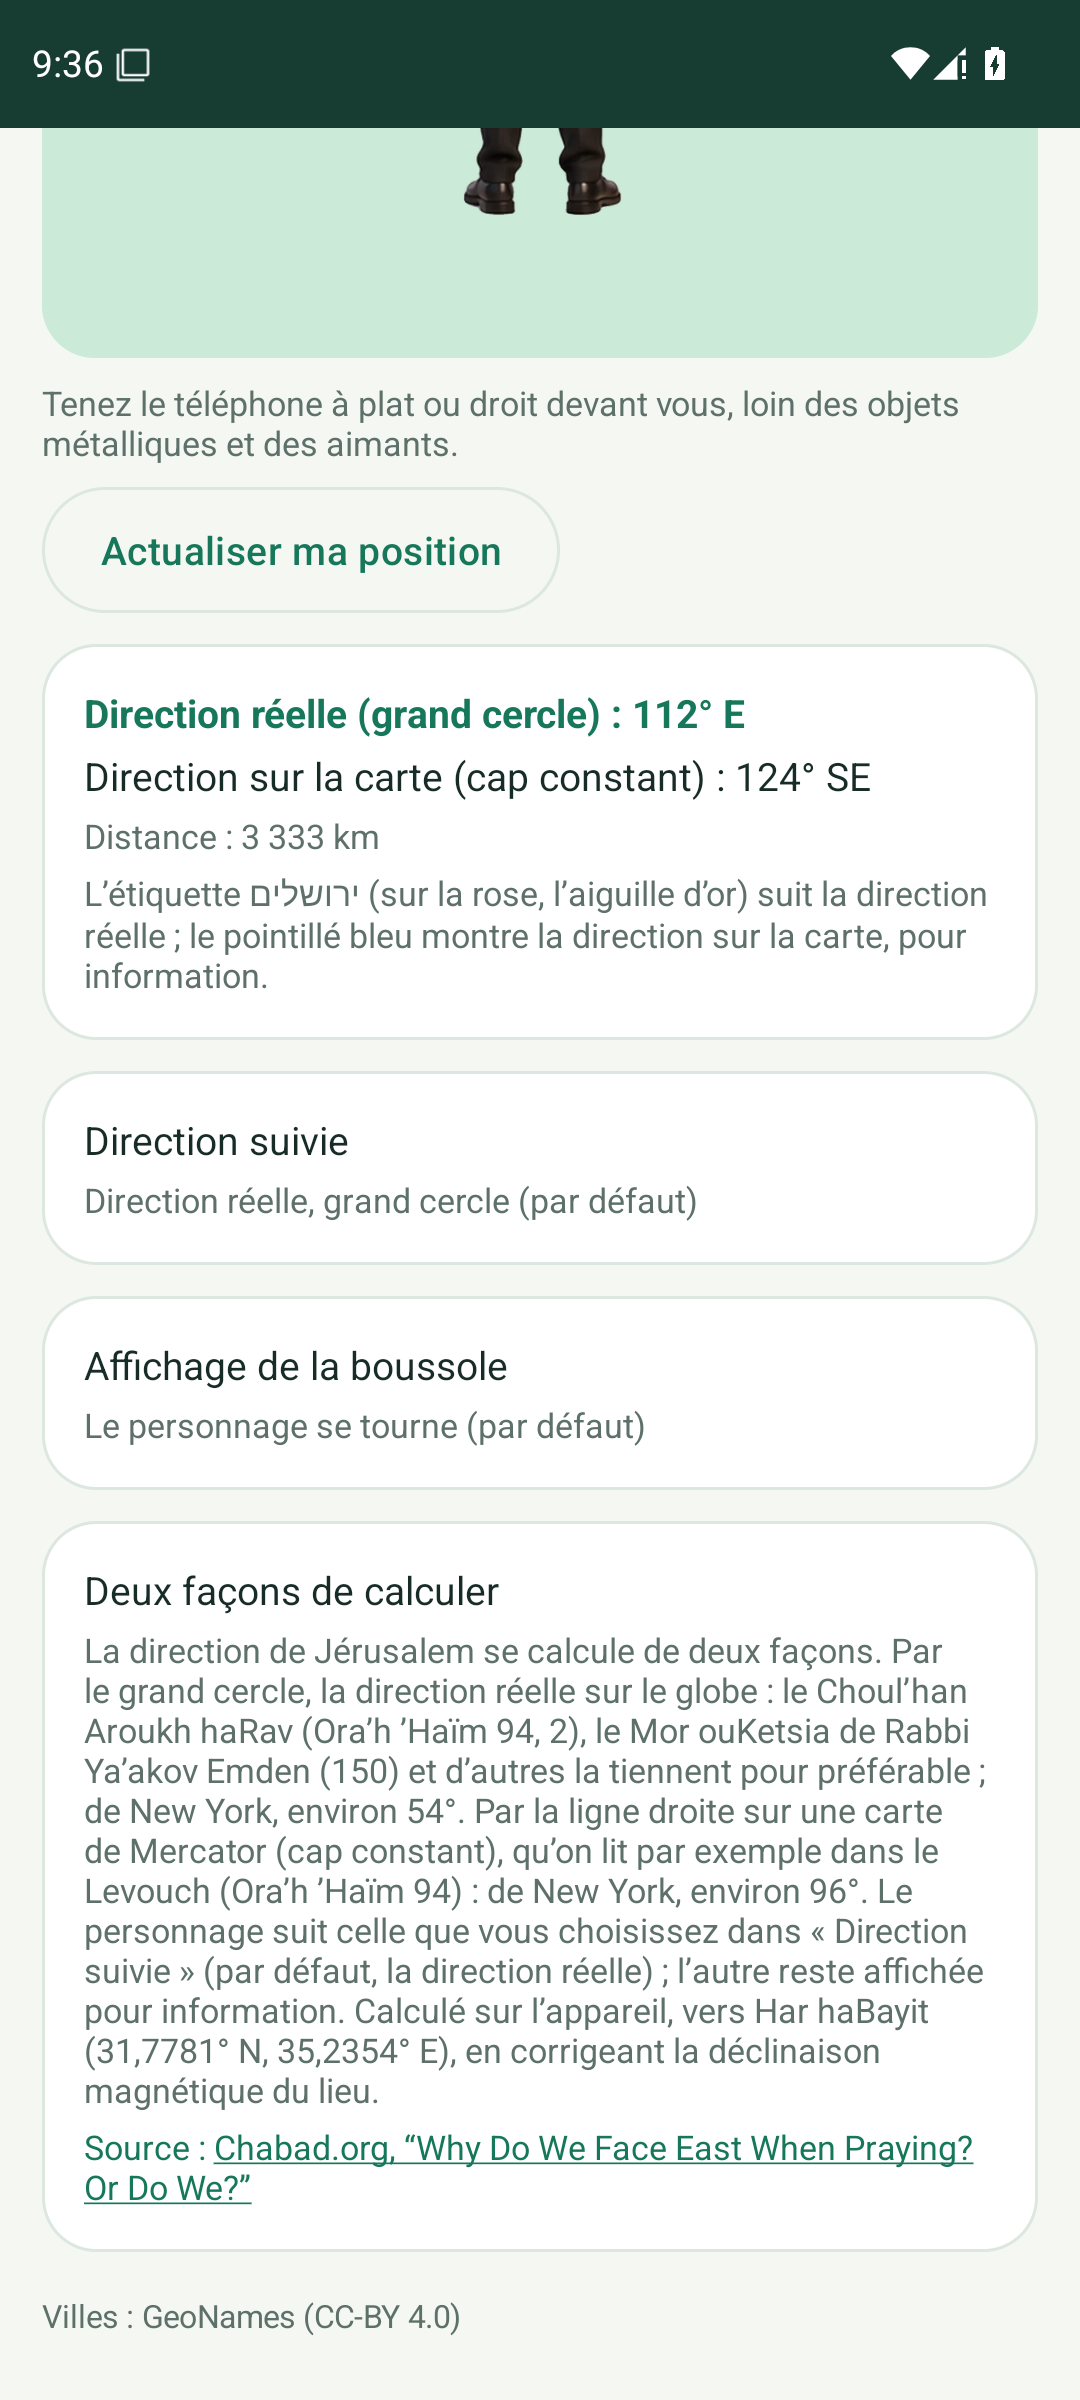 9:36
Tenez le téléphone à plat ou droit devant vous, loin des objets
métalliques et des aimants.
Actualiser ma position
Direction réelle (grand cercle) : 112° E
Direction sur la carte (cap constant) : 124° SE
Distance : 3 333 km
L’étiquette ירושלים (sur la rose, l’aiguille d’or) suit la direction
réelle ; le pointillé bleu montre la direction sur la carte, pour
information.
Direction suivie
Direction réelle, grand cercle (par défaut)
Affichage de la boussole
Le personnage se tourne (par défaut)
Deux façons de calculer
La direction de Jérusalem se calcule de deux façons. Par
le grand cercle, la direction réelle sur le globe : le Choul’han
Aroukh haRav (Ora’h ’Haïm 94, 2), le Mor ouKetsia de Rabbi
Ya’akov Emden (150) et d’autres la tiennent pour préférable ;
de New York, environ 54°. Par la ligne droite sur une carte
de Mercator (cap constant), qu’on lit par exemple dans le
Levouch (Ora’h ’Haïm 94) : de New York, environ 96°. Le
personnage suit celle que vous choisissez dans « Direction
suivie » (par défaut, la direction réelle) ; l’autre reste affichée
pour information. Calculé sur l’appareil, vers Har haBayit
(31,7781° N, 35,2354° E), en corrigeant la déclinaison
magnétique du lieu.
Source : Chabad.org, “Why Do We Face East When Praying?
Or Do We?”
Villes : GeoNames (CC-BY 4.0)